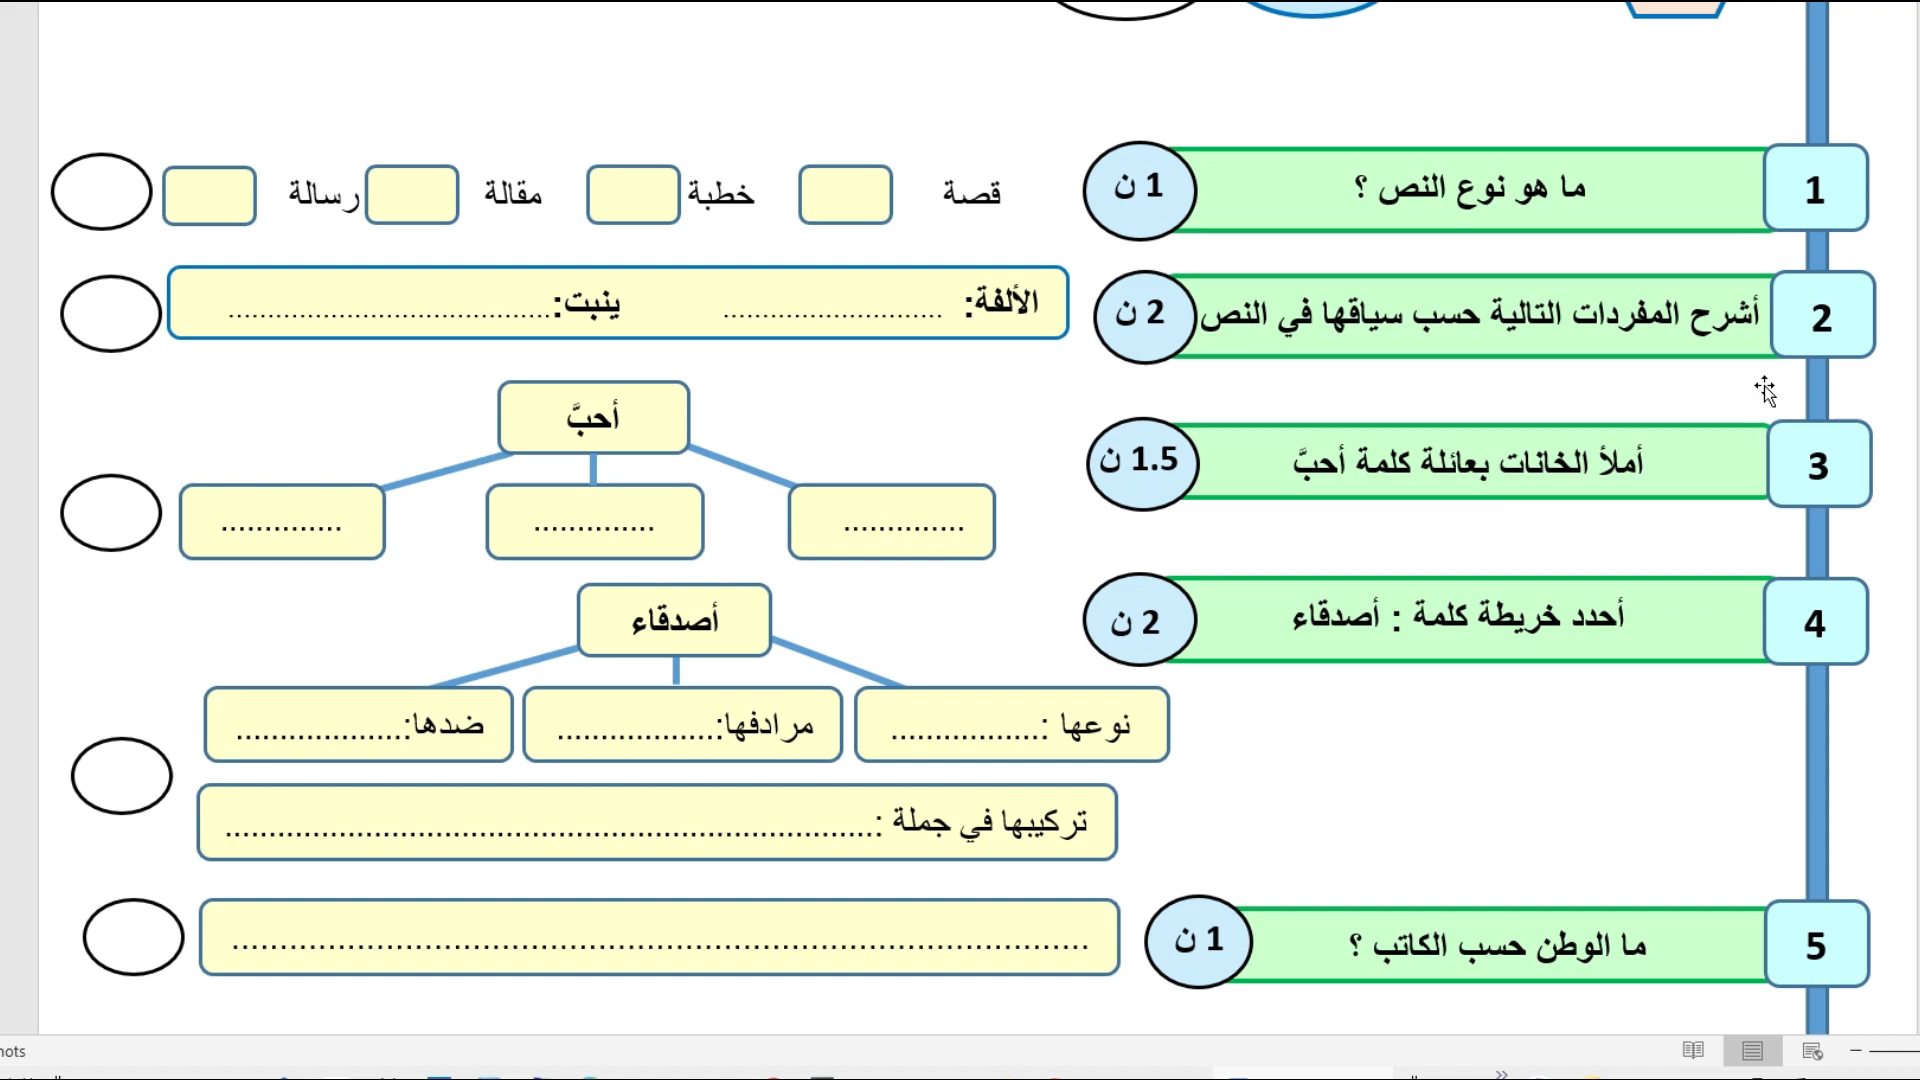 1 ما هو نوع النص ؟ 1 ن قصة خطبة مقالة رسالة
2 أشرح المفردات التالية حسب سياقها في النص 2 ن الألفة: ............................ ينبت:.........................................
3 أملأ الخانات بعائلة كلمة أحبَّ 1.5 ن
أحبَّ
.............. .............. ..............
4 أحدد خريطة كلمة : أصدقاء 2 ن
أصدقاء
نوعها :................. مرادفها:.................. ضدها:...................
تركيبها في جملة :..........................................................................
5 ما الوطن حسب الكاتب ؟ 1 ن
..........................................................................................
hots